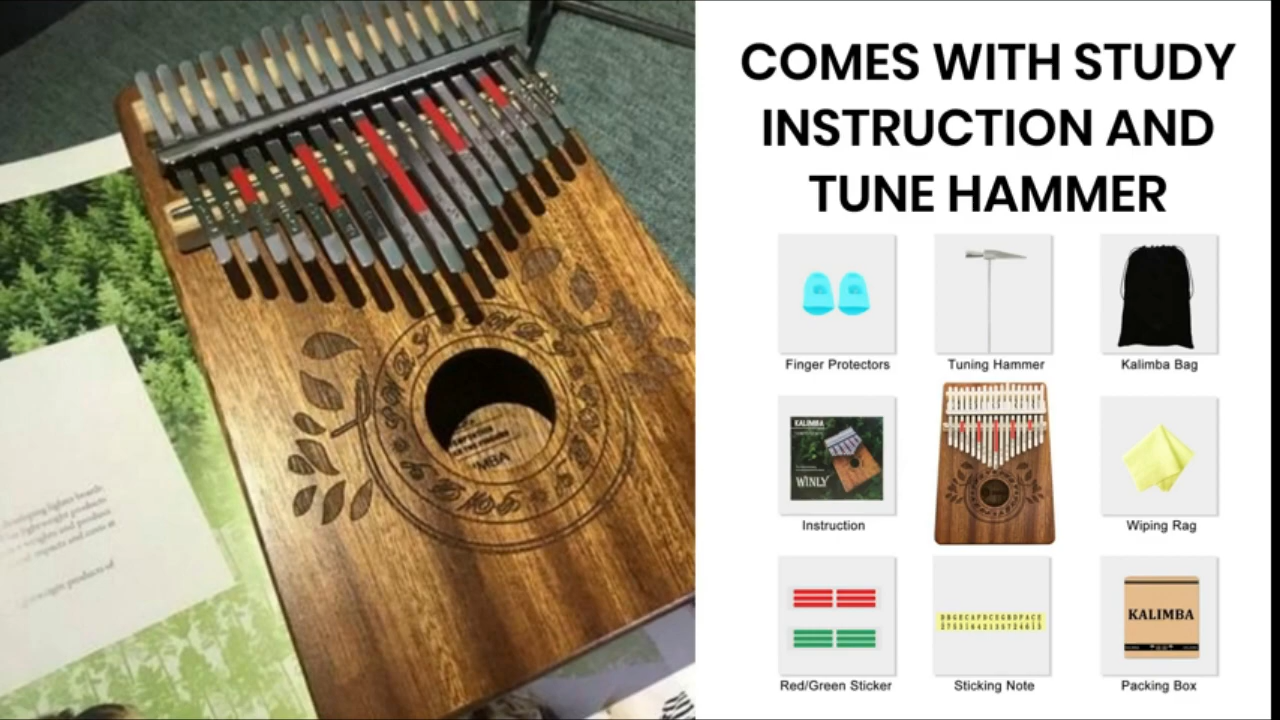 COMES WITH STUDY
INSTRUCTION AND
TUNE HAMMER
Finger Protectors
Tuning Hammer
Kalimba Bag
KALIMBA
WINLY
Instruction
Wiping Rag
KALIMBA
Red/Green Sticker
Sticking Note
Packing Box